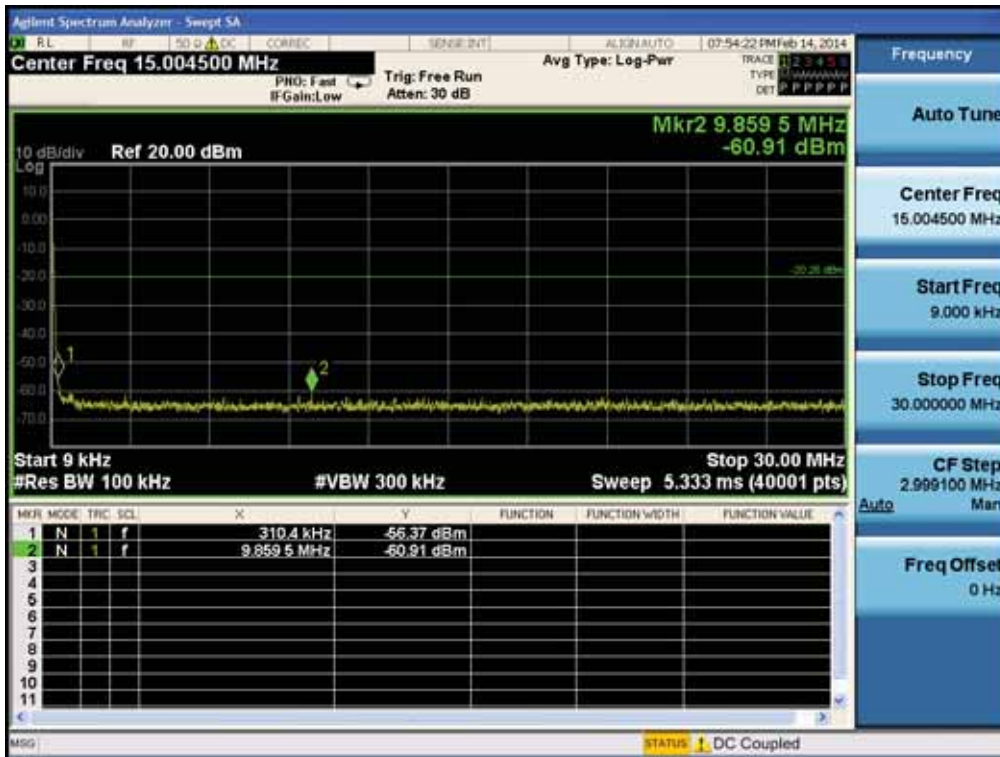 Agilent Spectrum Analyzer - Swept SA
RL RF 50 Ω DC CORREC SENSE:INT ALIGN AUTO 07:54:22 PM Feb 14, 2014
Center Freq 15.004500 MHz
PNO: Fast
IFGain:Low
Trig: Free Run
Atten: 30 dB
Avg Type: Log-Pwr
TRACE 1 2 3 4 5 6
TYPE
DET P P P P P P
Mkr2 9.859 5 MHz
-60.91 dBm
10 dB/div Ref 20.00 dBm
Log
10.0
0.00
-10.0
-20.0
-20.26 dBm
-30.0
-40.0
-50.0
-60.0
-70.0
1
2
Start 9 kHz Stop 30.00 MHz
#Res BW 100 kHz #VBW 300 kHz Sweep 5.333 ms (40001 pts)
MKR MODE TRC SCL X Y FUNCTION FUNCTION WIDTH FUNCTION VALUE
1 N 1 f 310.4 kHz -56.37 dBm
2 N 1 f 9.859 5 MHz -60.91 dBm
3
4
5
6
7
8
9
10
11
MSG STATUS DC Coupled
Frequency
Auto Tune
Center Freq
15.004500 MHz
Start Freq
9.000 kHz
Stop Freq
30.000000 MHz
CF Step
2.999100 MHz
Auto Man
Freq Offset
0 Hz